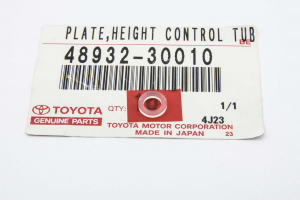 PLATE,HEIGHT CONTROL TUB
48932-30010
TOYOTA
GENUINE PARTS
QTY:
1/1
4J23
TOYOTA MOTOR CORPORATION
MADE IN JAPAN
23